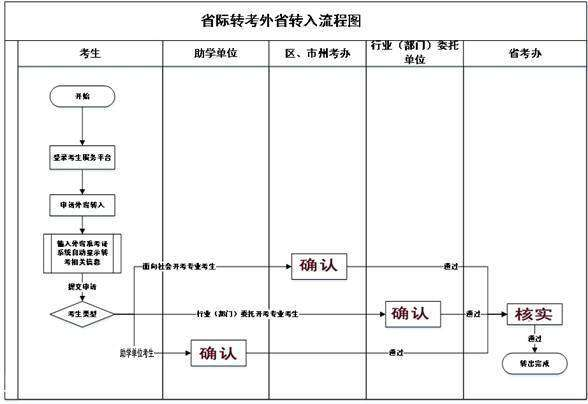 省际转考外省转入流程图
考生
助学单位
区、市州考办
行业（部门）委托
单位
省考办
开始
登录考生服务平台
申请外省转入
输入外省准考证
系统自动显示转
考相关信息
提交申请
考生类型
面向社会开考专业考生
确认
通过
行业（部门）委托开考专业考生
确认
通过
核实
助学单位考生
确认
通过
通过
转出完成